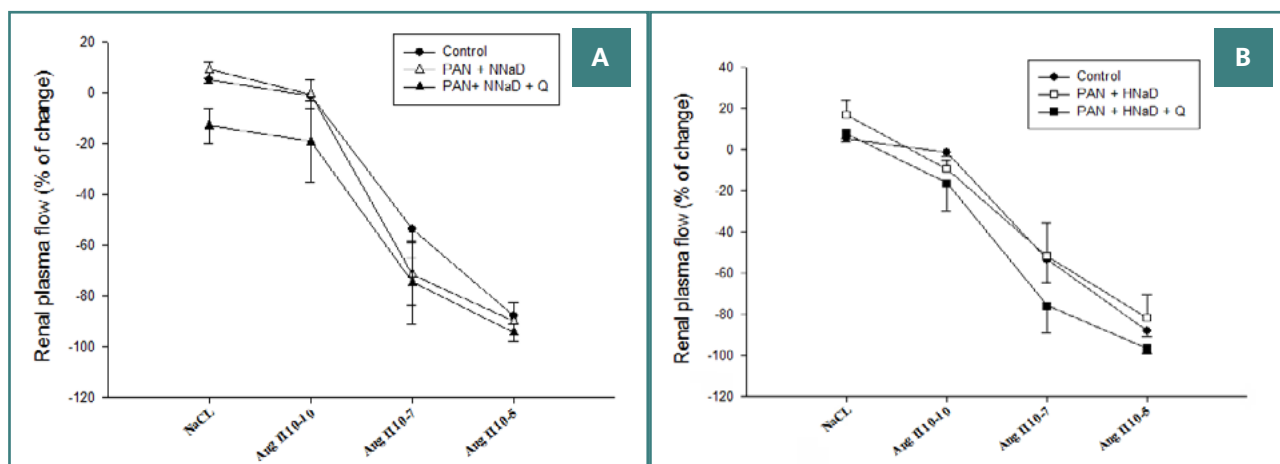 A
Renal plasma flow (% of change)
20
0
-20
-40
-60
-80
-100
-120
Control
PAN + NNaD
PAN+ NNaD + Q
NaCL
Ang II 10-10
Ang II 10-7
Ang II 10-5
B
Renal plasma flow (% of change)
40
20
0
-20
-40
-60
-80
-100
-120
Control
PAN + HNaD
PAN + HNaD + Q
NaCL
Ang II 10-10
Ang II 10-7
Ang II 10-5